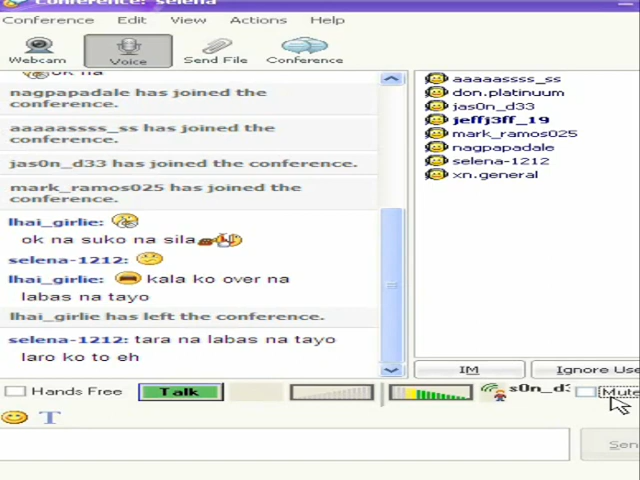 Conference: selena
Conference Edit View Actions Help
Webcam Voice Send File Conference
ok na
nagpapadale has joined the
conference.
aaaaassss_ss has joined the
conference.
jas0n_d33 has joined the conference.
mark_ramos025 has joined the
conference.
lhai_girlie:
ok na suko na sila
selena-1212:
lhai_girlie: kala ko over na
labas na tayo
lhai_girlie has left the conference.
selena-1212: tara na labas na tayo
laro ko to eh
aaaaassss_ss
don.platinuum
jas0n_d33
jeffj3ff_19
mark_ramos025
nagpapadale
selena-1212
xn.general
IM Ignore Use
Hands Free Talk s0n_d3 Mute
T
Sen